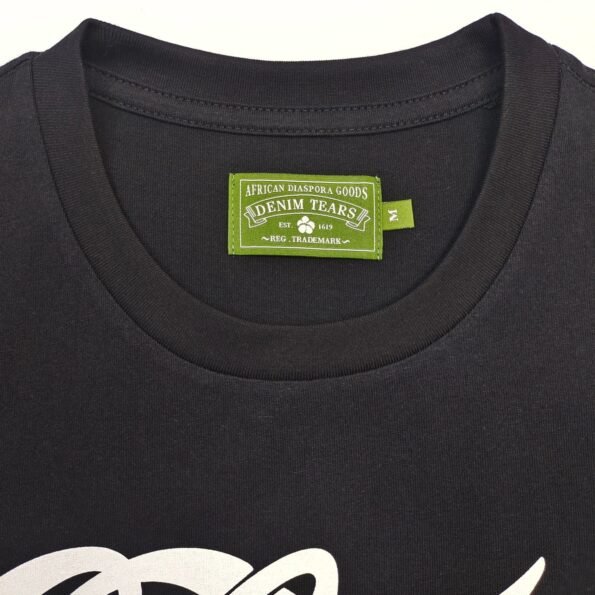 AFRICAN DIASPORA GOODS
DENIM TEARS
EST. 1619
~REG .TRADEMARK~
M